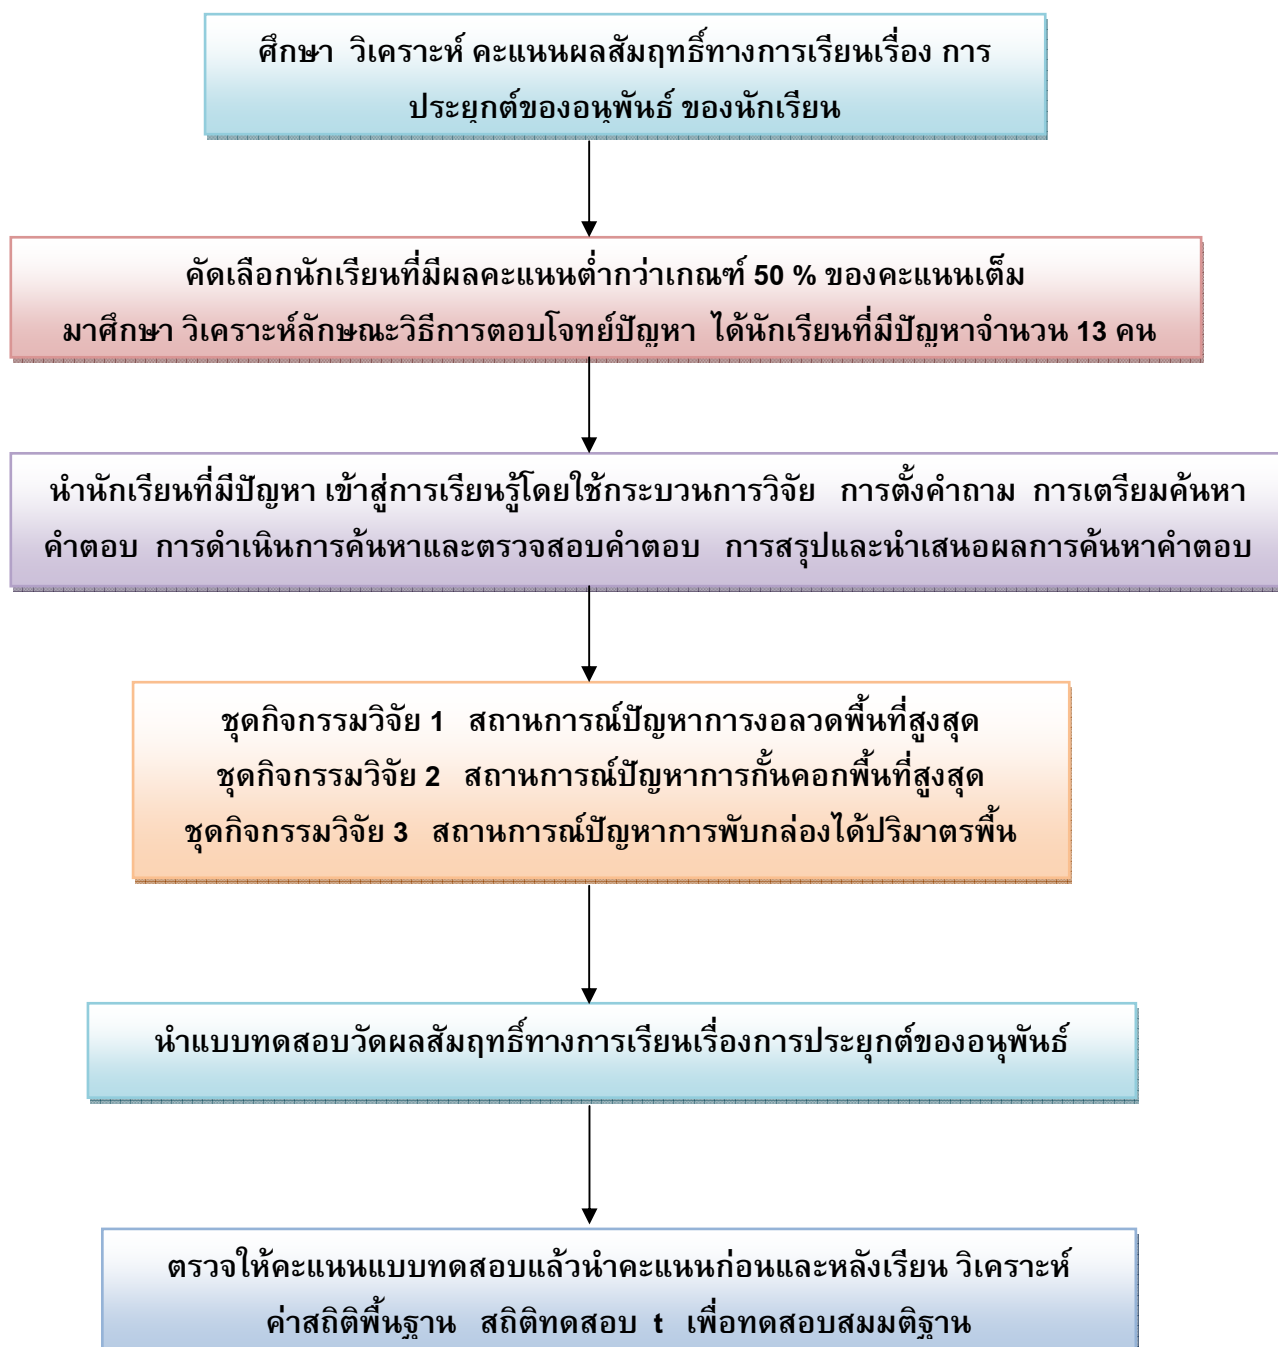 ศึกษา วิเคราะห์ คะแนนผลสัมฤทธิ์ทางการเรียนเรื่อง การ
ประยุกต์ของอนุพันธ์ ของนักเรียน
คัดเลือกนักเรียนที่มีผลคะแนนต่ำกว่าเกณฑ์ 50 % ของคะแนนเต็ม
มาศึกษา วิเคราะห์ลักษณะวิธีการตอบโจทย์ปัญหา ได้นักเรียนที่มีปัญหาจำนวน 13 คน
นำนักเรียนที่มีปัญหา เข้าสู่การเรียนรู้โดยใช้กระบวนการวิจัย การตั้งคำถาม การเตรียมค้นหา
คำตอบ การดำเนินการค้นหาและตรวจสอบคำตอบ การสรุปและนำเสนอผลการค้นหาคำตอบ
ชุดกิจกรรมวิจัย 1 สถานการณ์ปัญหาการงอลวดพื้นที่สูงสุด
ชุดกิจกรรมวิจัย 2 สถานการณ์ปัญหาการกั้นคอกพื้นที่สูงสุด
ชุดกิจกรรมวิจัย 3 สถานการณ์ปัญหาการพับกล่องได้ปริมาตรพื้น
นำแบบทดสอบวัดผลสัมฤทธิ์ทางการเรียนเรื่องการประยุกต์ของอนุพันธ์
ตรวจให้คะแนนแบบทดสอบแล้วนำคะแนนก่อนและหลังเรียน วิเคราะห์
ค่าสถิติพื้นฐาน สถิติทดสอบ t เพื่อทดสอบสมมติฐาน